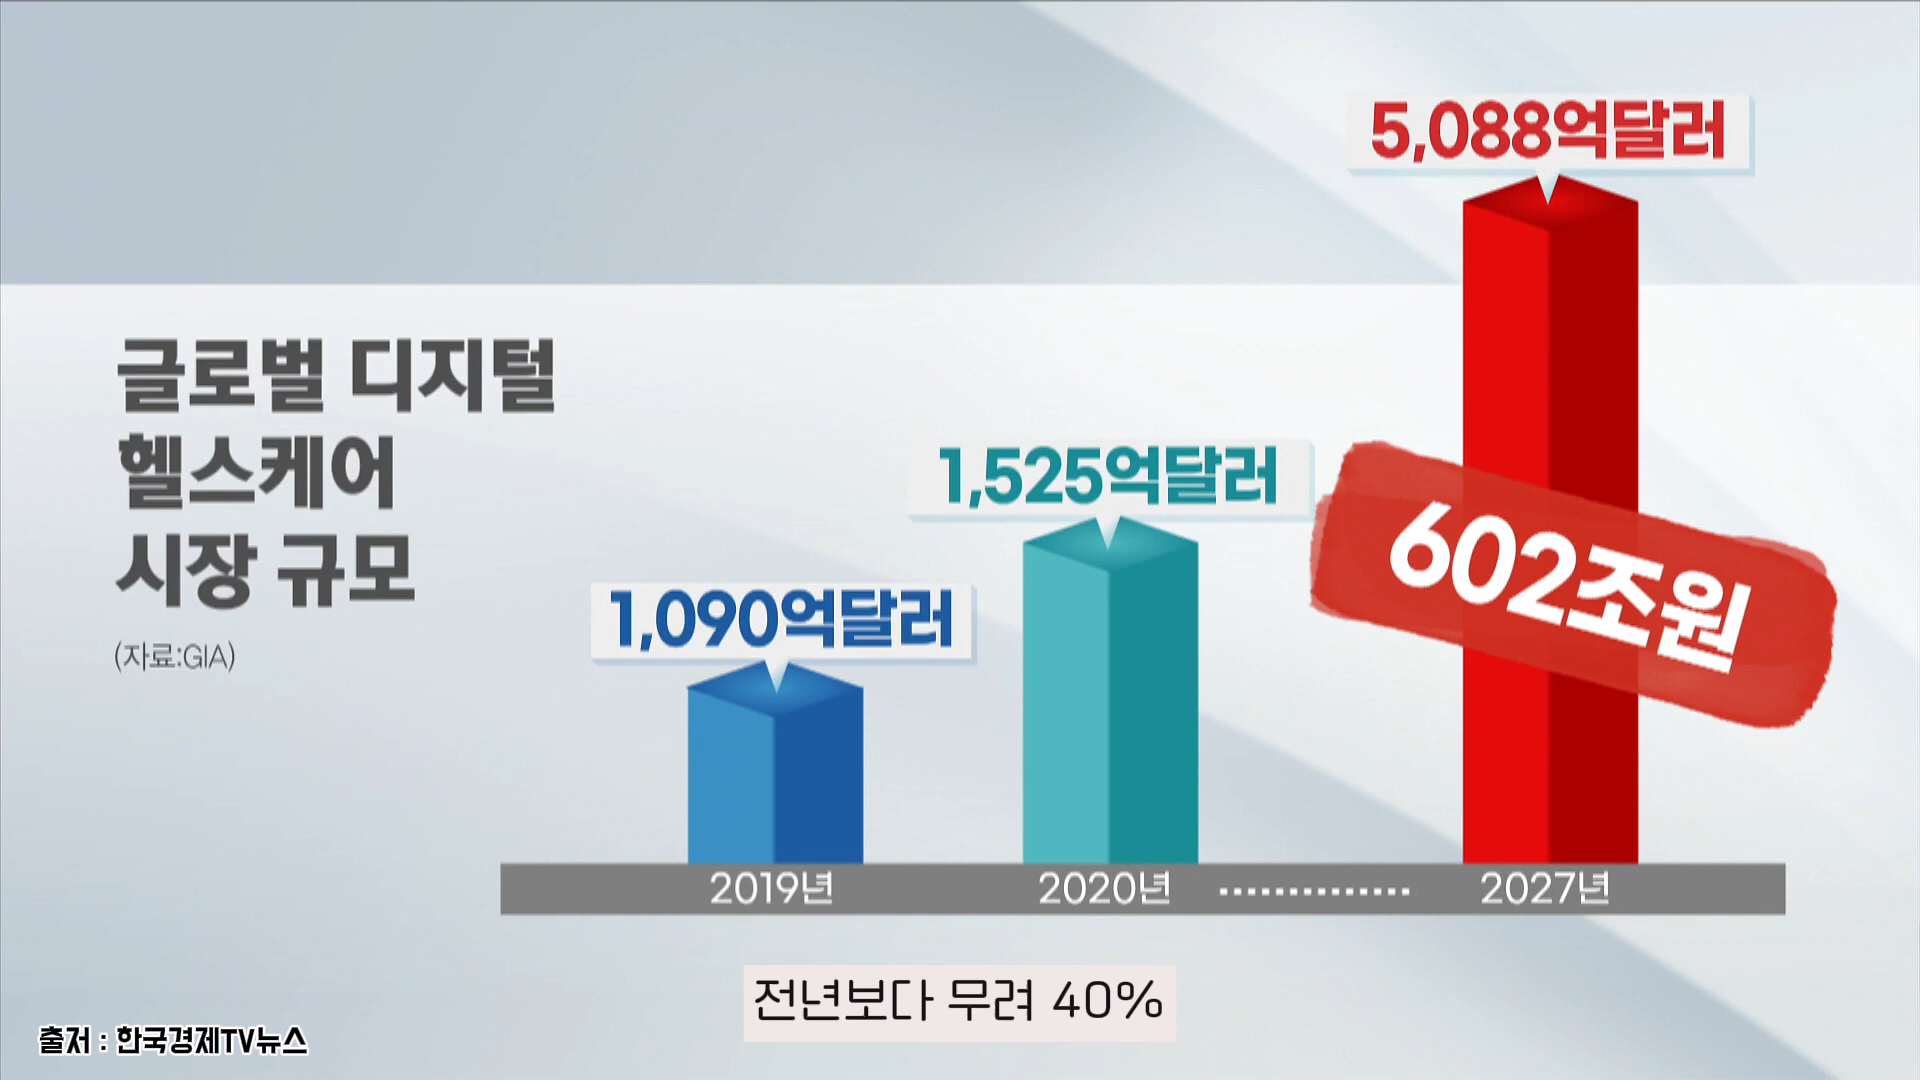 글로벌 디지털
헬스케어
시장 규모
(자료:GIA)
1,090억달러
1,525억달러
5,088억달러
602조원
2019년
2020년
2027년
전년보다 무려 40%
출저 : 한국경제TV뉴스